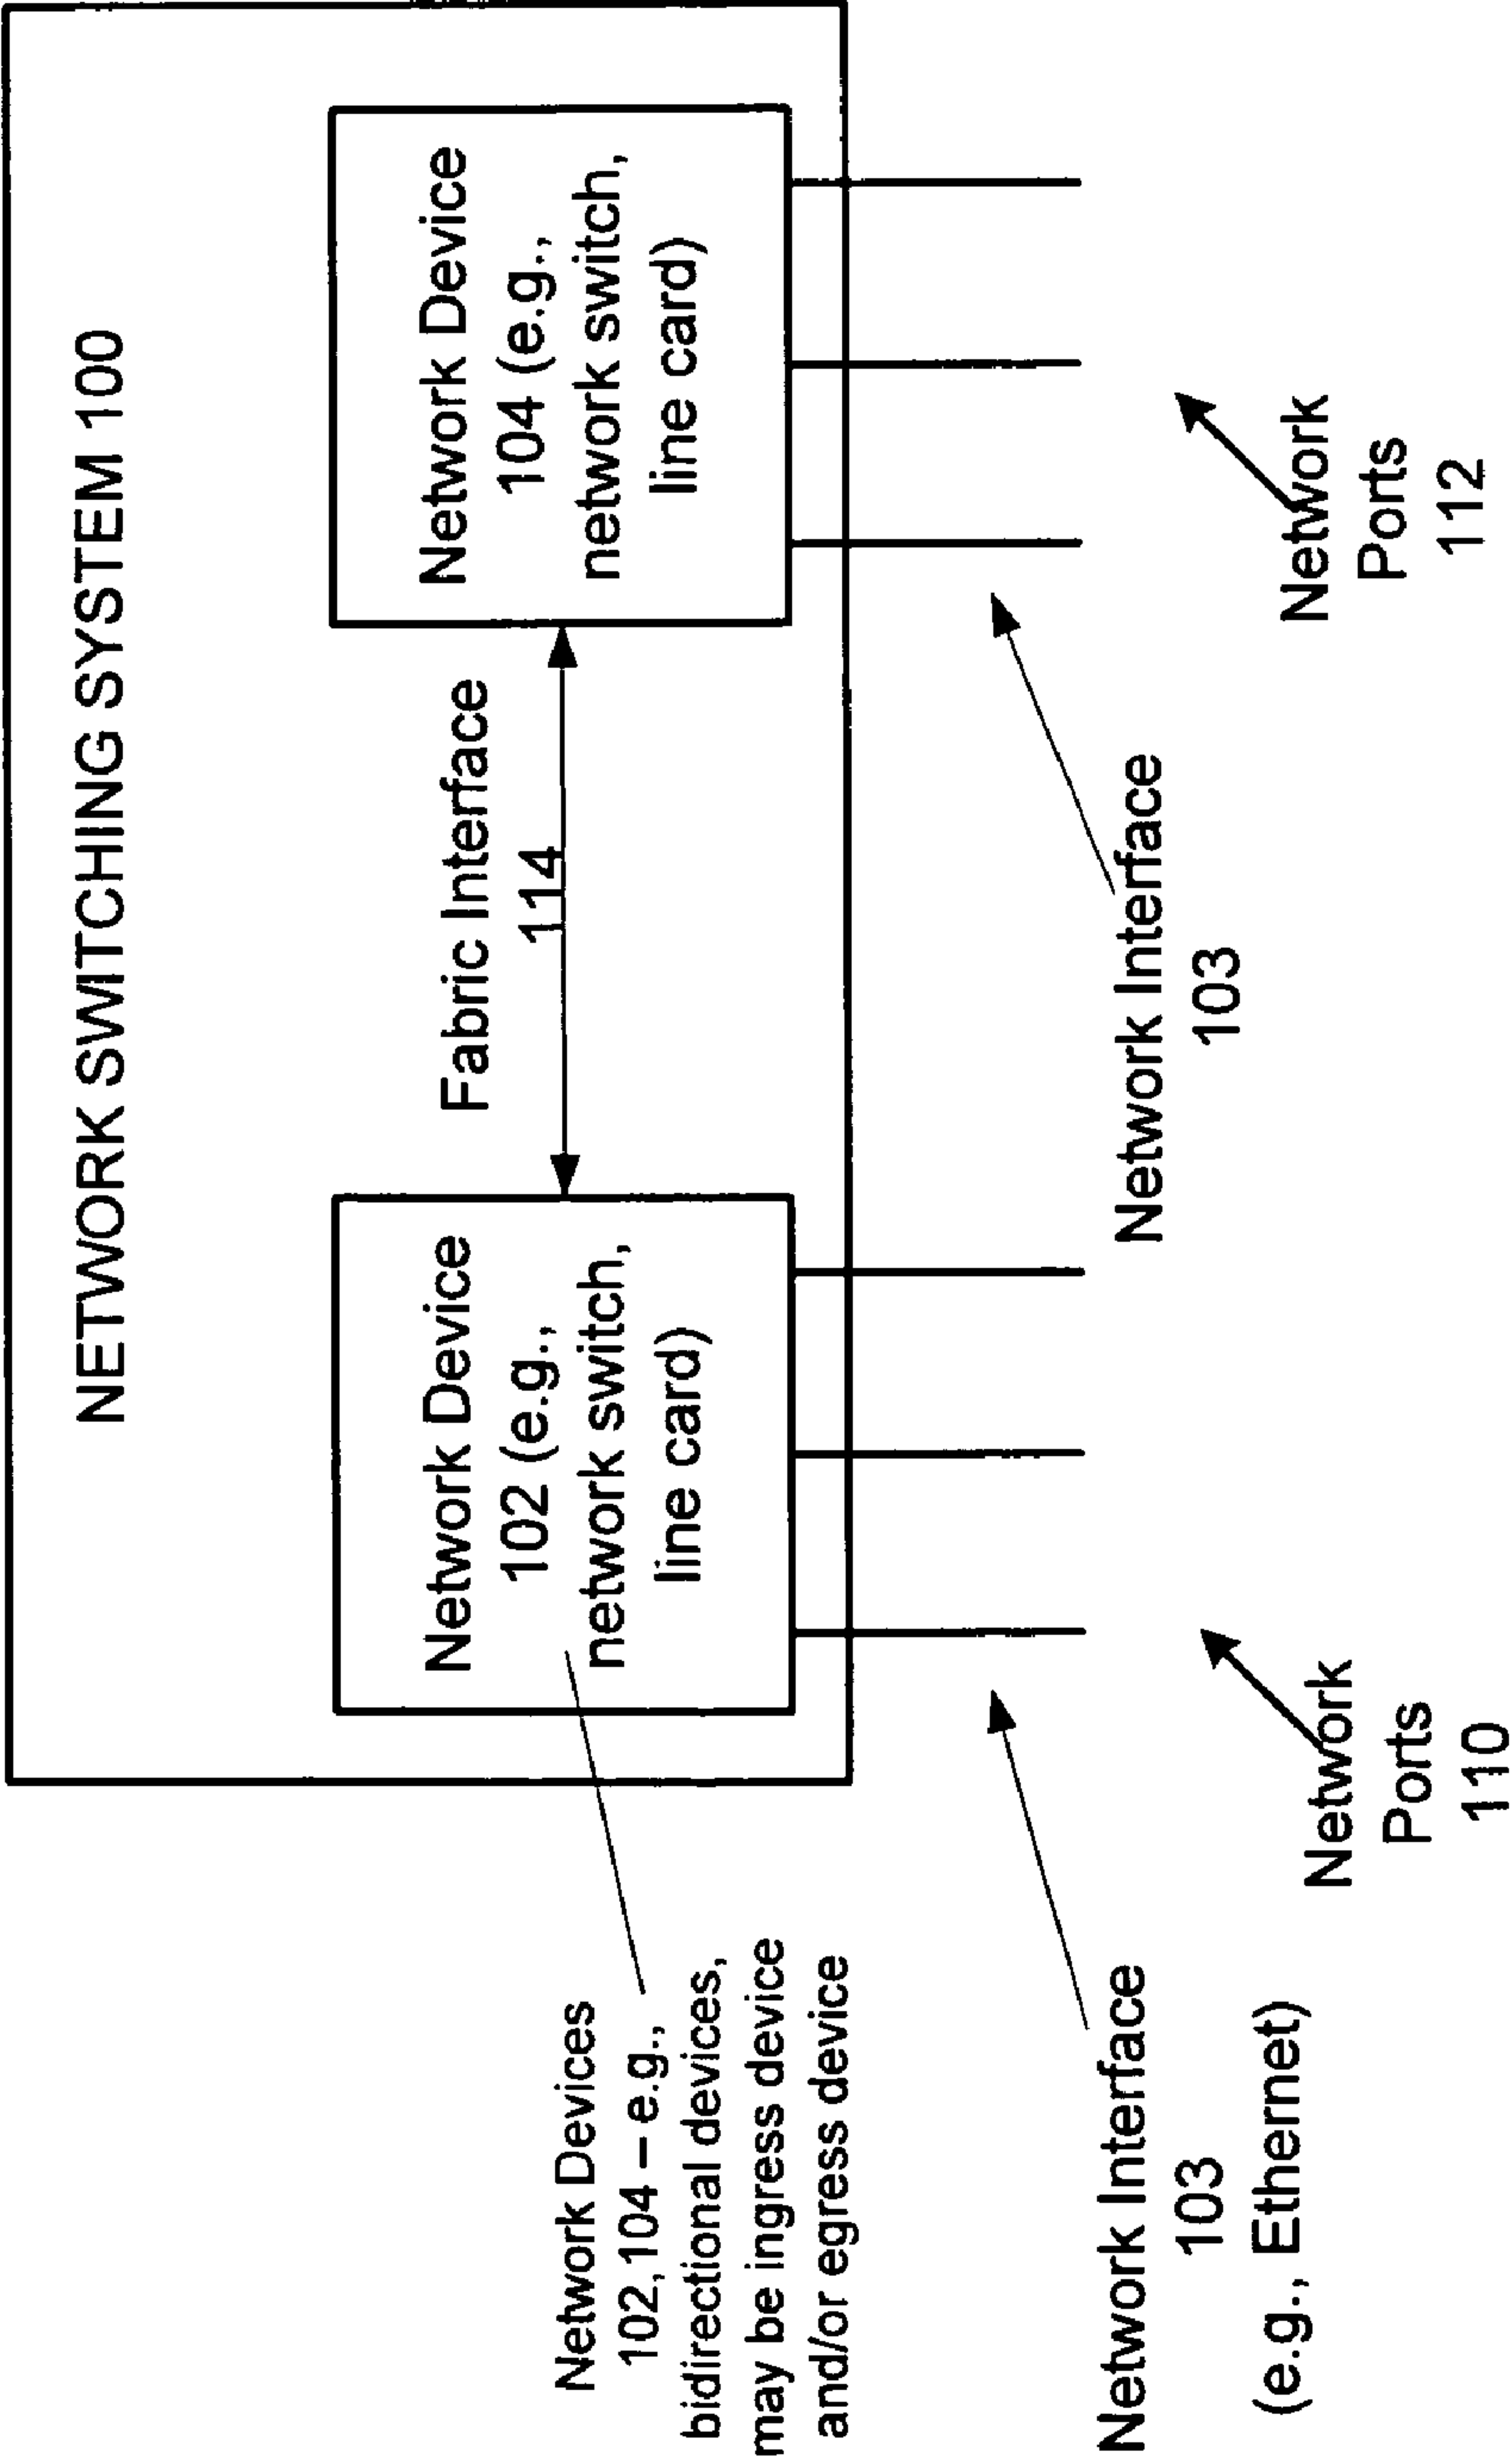 NETWORK SWITCHING SYSTEM 100
Network Device
102 (e.g.,
network switch,
line card)
Fabric Interface
114
Network Device
104 (e.g.,
network switch,
line card)
Network Devices
102,104 – e.g.,
bidirectional devices,
may be ingress device
and/or egress device
Network Interface
103
(e.g., Ethernet)
Network
Ports
110
Network Interface
103
Network
Ports
112